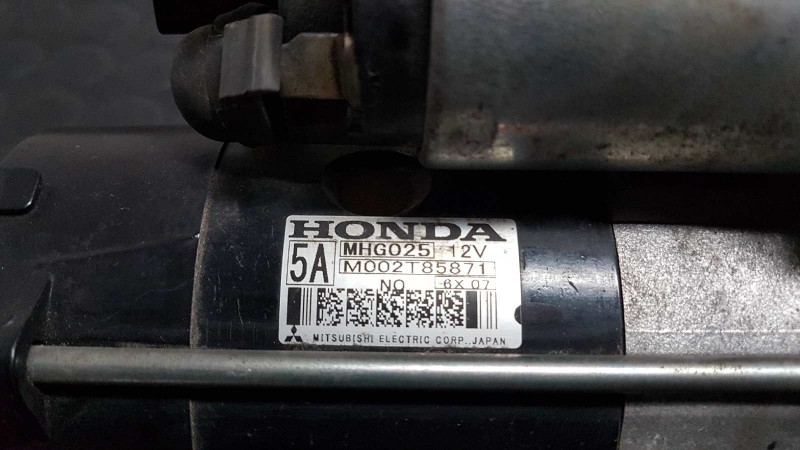 HONDA
5A MHG025 12V
M002T85871
NO 6X 07
MITSUBISHI ELECTRIC CORP., JAPAN